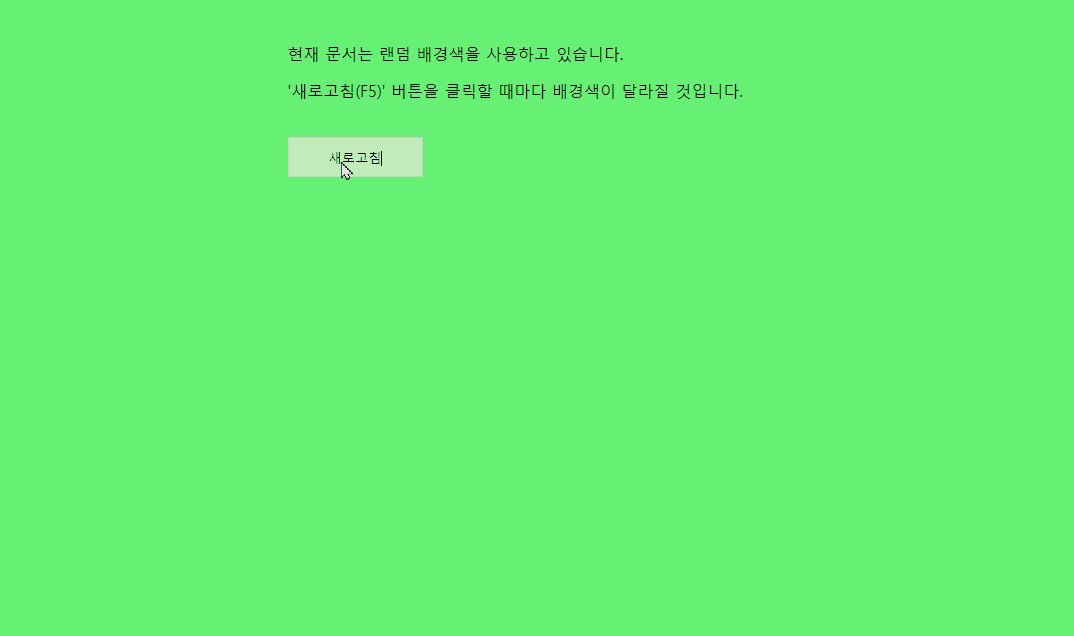 현재 문서는 랜덤 배경색을 사용하고 있습니다.
'새로고침(F5)' 버튼을 클릭할 때마다 배경색이 달라질 것입니다.
새로고침